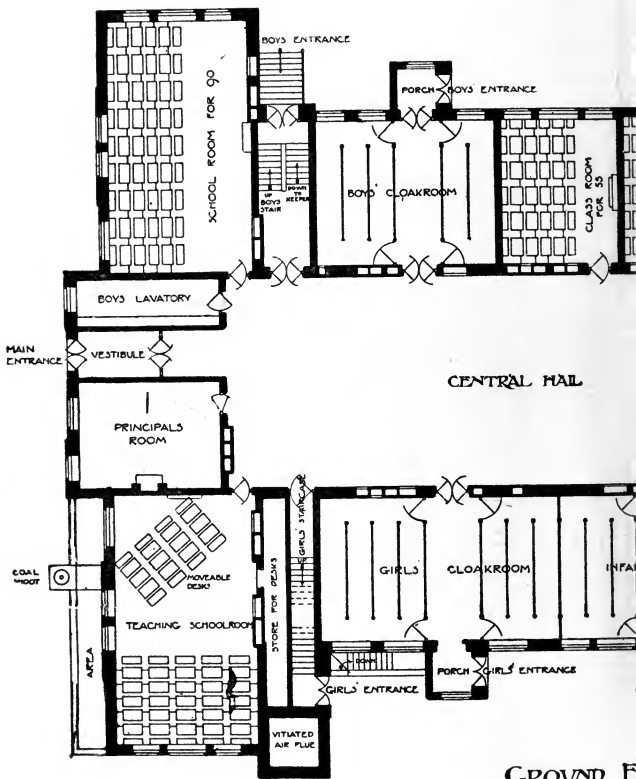 BOYS ENTRANCE
SCHOOL ROOM FOR 90
PORCH
BOYS ENTRANCE
UP
BOYS
STAIR
DOWN
TO
KEEPER
BOYS' CLOAKROOM
CLASS ROOM
FOR 55
BOYS LAVATORY
MAIN
ENTRANCE
VESTIBULE
CENTRAL HALL
PRINCIPALS
ROOM
COAL
SHOOT
AREA
MOVEABLE
DESKS
TEACHING SCHOOLROOM
STORE FOR DESKS
GIRLS STAIRCASE
UP
GIRLS
CLOAKROOM
INFA
DOWN
PORCH
GIRLS' ENTRANCE
GIRLS' ENTRANCE
VITIATED
AIR FLUE
GROUND F